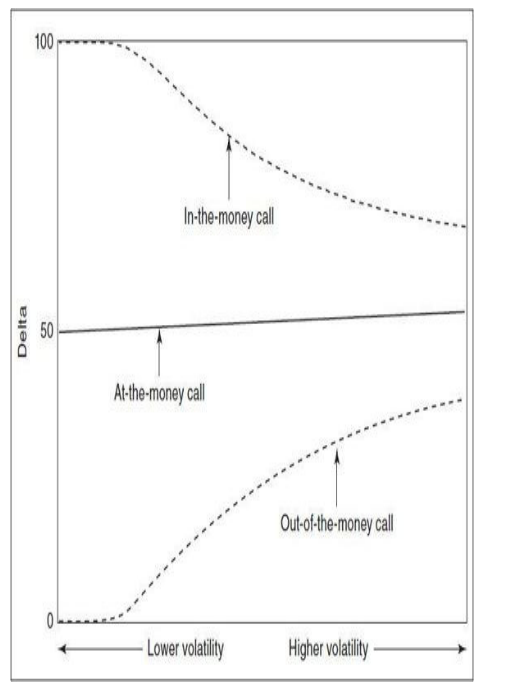 100
In-the-money call
Delta
50
At-the-money call
Out-of-the-money call
0
Lower volatility
Higher volatility